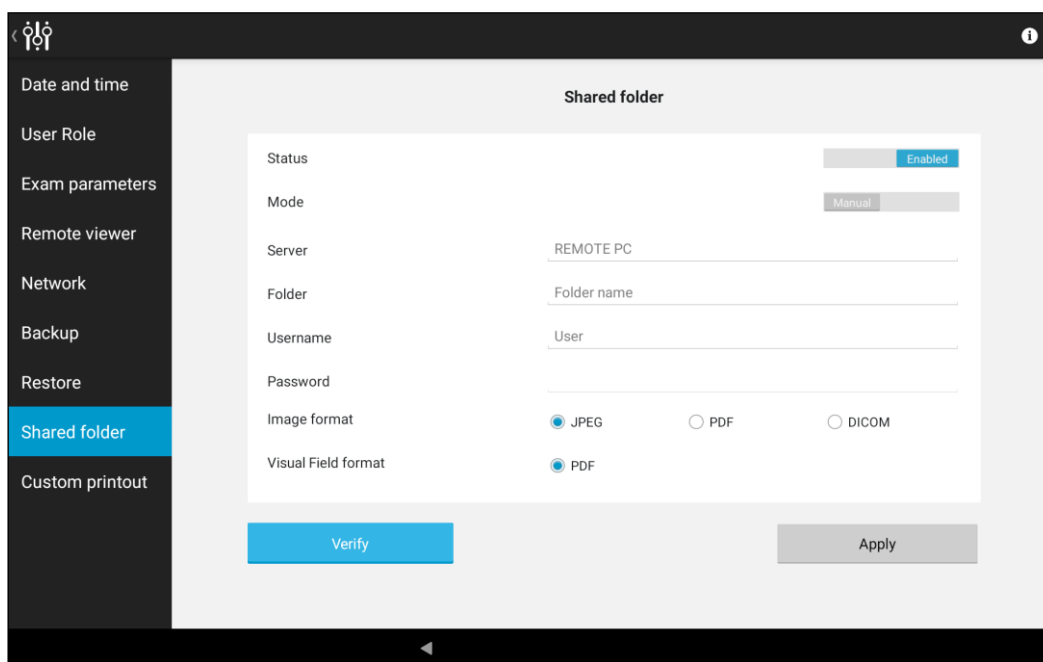 Date and time
User Role
Exam parameters
Remote viewer
Network
Backup
Restore
Shared folder
Custom printout
Shared folder
Status Enabled
Mode Manual
Server REMOTE PC
Folder Folder name
Username User
Password
Image format JPEG PDF DICOM
Visual Field format PDF
Verify Apply